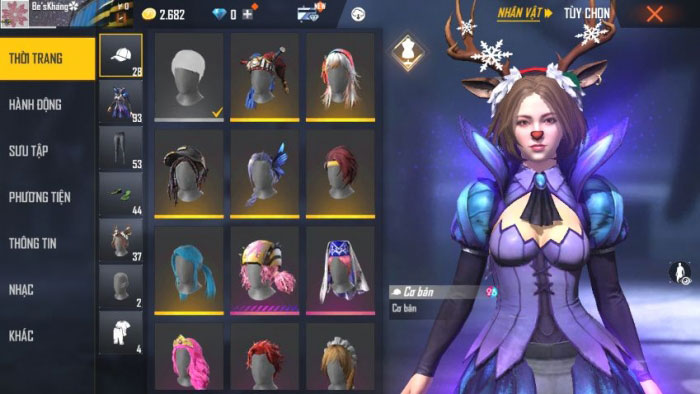 Be'sKhang
2.682
0
NHÂN VẬT
TÙY CHỌN
THỜI TRANG
HÀNH ĐỘNG
SƯU TẬP
PHƯƠNG TIỆN
THÔNG TIN
NHẠC
KHÁC
28
93
53
44
37
2
4
Cơ bản
Cơ bản